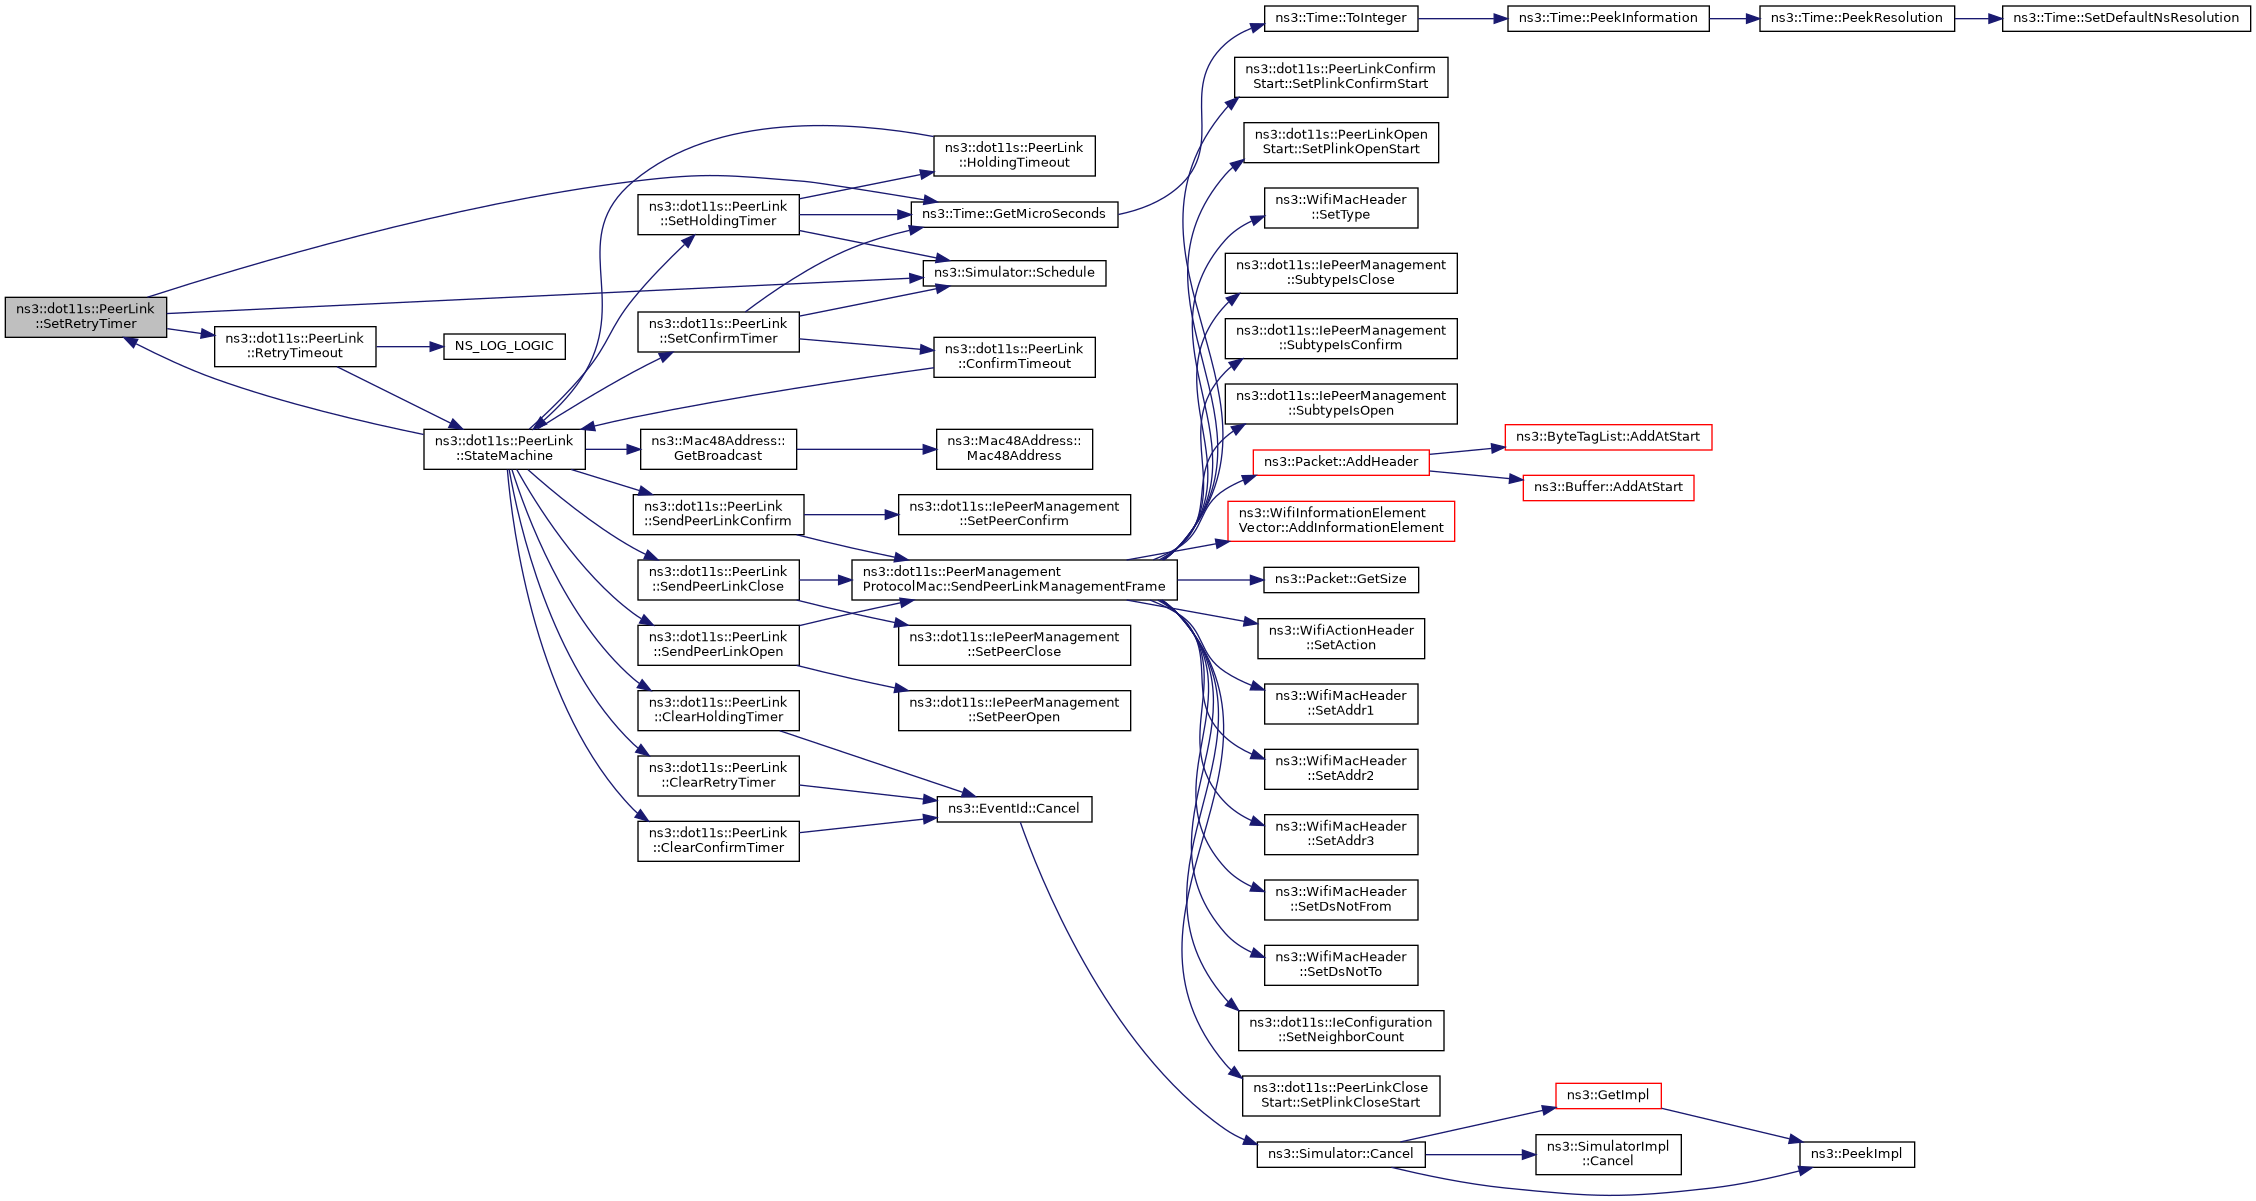 ns3::dot11s::PeerLink
::SetRetryTimer
ns3::dot11s::PeerLink
::RetryTimeout
NS_LOG_LOGIC
ns3::dot11s::PeerLink
::StateMachine
ns3::dot11s::PeerLink
::SetHoldingTimer
ns3::dot11s::PeerLink
::SetConfirmTimer
ns3::Mac48Address::
GetBroadcast
ns3::dot11s::PeerLink
::SendPeerLinkConfirm
ns3::dot11s::PeerLink
::SendPeerLinkClose
ns3::dot11s::PeerLink
::SendPeerLinkOpen
ns3::dot11s::PeerLink
::ClearHoldingTimer
ns3::dot11s::PeerLink
::ClearRetryTimer
ns3::dot11s::PeerLink
::ClearConfirmTimer
ns3::dot11s::PeerLink
::HoldingTimeout
ns3::Time::GetMicroSeconds
ns3::Simulator::Schedule
ns3::dot11s::PeerLink
::ConfirmTimeout
ns3::Mac48Address::
Mac48Address
ns3::dot11s::IePeerManagement
::SetPeerConfirm
ns3::dot11s::PeerManagement
ProtocolMac::SendPeerLinkManagementFrame
ns3::dot11s::IePeerManagement
::SetPeerClose
ns3::dot11s::IePeerManagement
::SetPeerOpen
ns3::EventId::Cancel
ns3::Time::ToInteger
ns3::dot11s::PeerLinkConfirm
Start::SetPlinkConfirmStart
ns3::dot11s::PeerLinkOpen
Start::SetPlinkOpenStart
ns3::WifiMacHeader
::SetType
ns3::dot11s::IePeerManagement
::SubtypeIsClose
ns3::dot11s::IePeerManagement
::SubtypeIsConfirm
ns3::dot11s::IePeerManagement
::SubtypeIsOpen
ns3::Packet::AddHeader
ns3::WifiInformationElement
Vector::AddInformationElement
ns3::Packet::GetSize
ns3::WifiActionHeader
::SetAction
ns3::WifiMacHeader
::SetAddr1
ns3::WifiMacHeader
::SetAddr2
ns3::WifiMacHeader
::SetAddr3
ns3::WifiMacHeader
::SetDsNotFrom
ns3::WifiMacHeader
::SetDsNotTo
ns3::dot11s::IeConfiguration
::SetNeighborCount
ns3::dot11s::PeerLinkClose
Start::SetPlinkCloseStart
ns3::Simulator::Cancel
ns3::Time::PeekInformation
ns3::ByteTagList::AddAtStart
ns3::Buffer::AddAtStart
ns3::GetImpl
ns3::SimulatorImpl
::Cancel
ns3::Time::PeekResolution
ns3::PeekImpl
ns3::Time::SetDefaultNsResolution